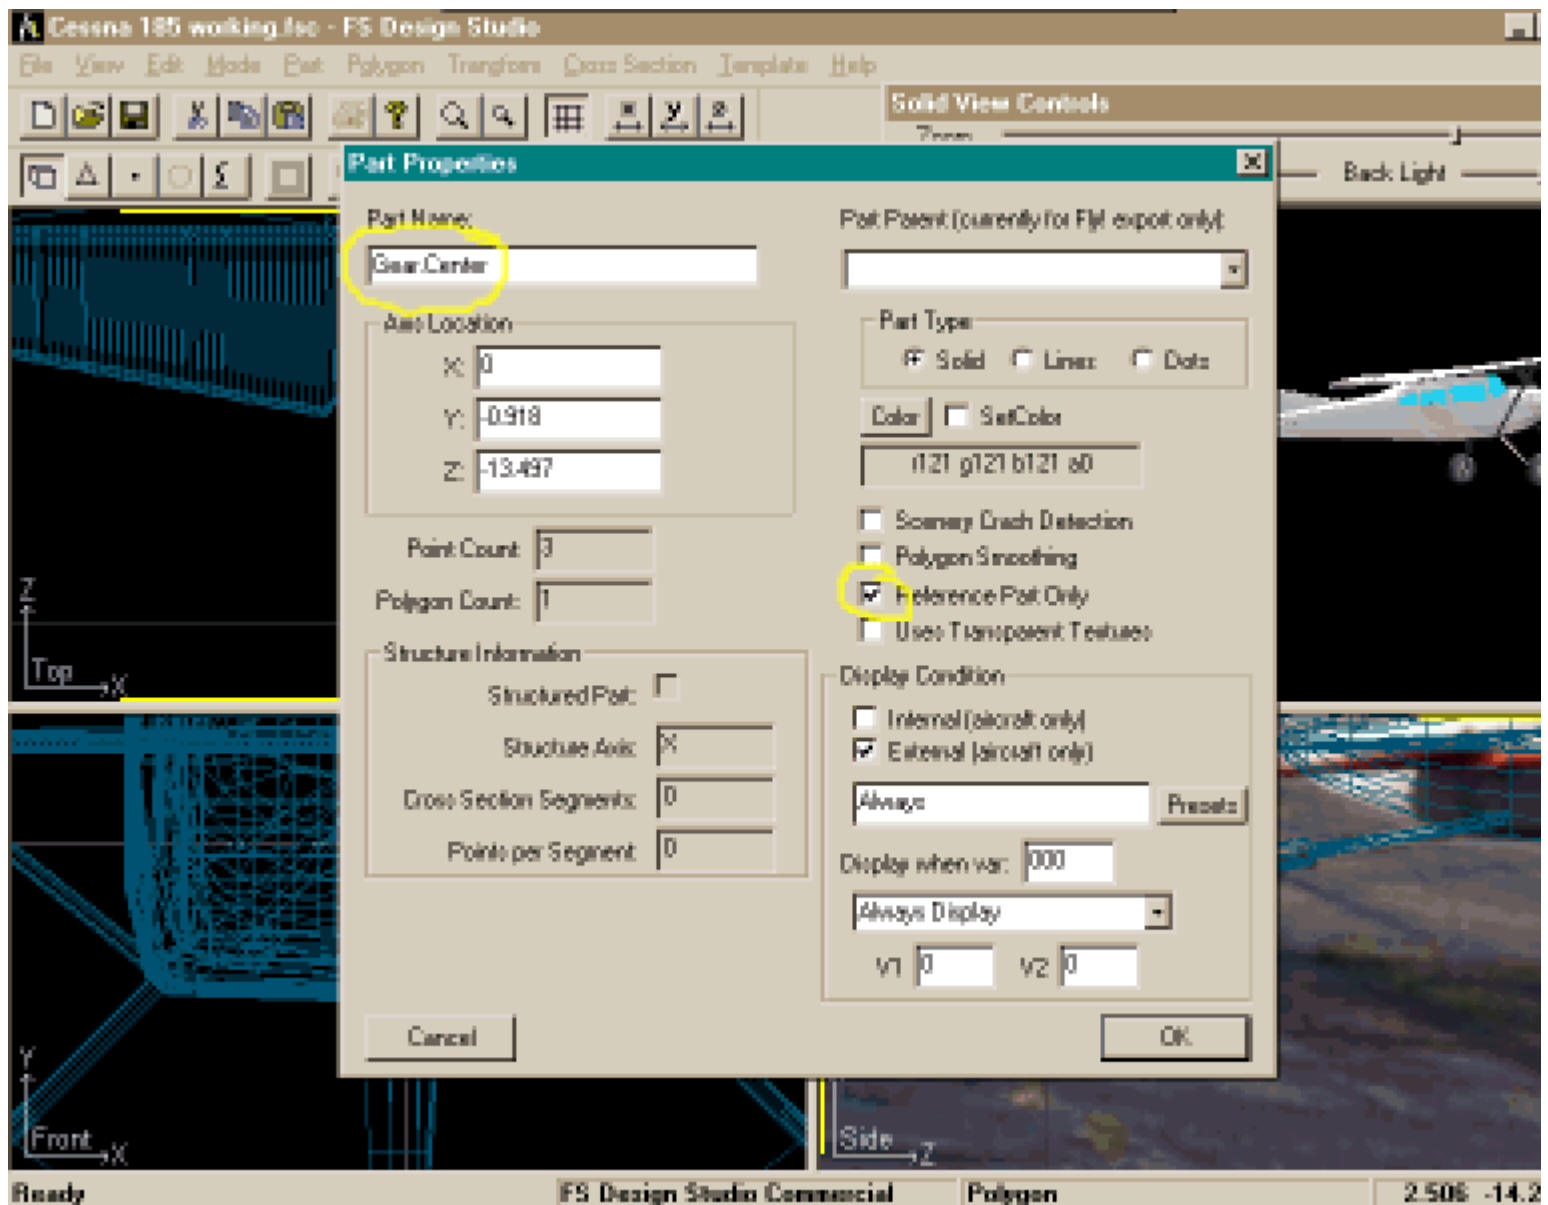 Cessna 185 working.fsc - FS Design Studio
File View Edit Mode Part Polygon Transform Cross Section Template Help
Solid View Controls
Zoom
Back Light
x y z
Part Properties
Part Name:
Gear.Center
Part Parent (currently for Fly! export only):
Axis Location
X: 0
Y: -0.918
Z: -13.497
Part Type
Solid Lines Dots
Color SetColor
r121 g121 b121 a0
Scenery Crash Detection
Polygon Smoothing
Reference Part Only
Uses Transparent Textures
Point Count: 3
Polygon Count: 1
Structure Information
Structured Part:
Structure Axis: X
Cross Section Segments: 0
Points per Segment: 0
Display Condition
Internal (aircraft only)
External (aircraft only)
Always Presets
Display when var: 000
Always Display
V1 0 V2 0
Cancel OK
Z
Top X
Y
Front X
Side Z
Ready FS Design Studio Commercial Polygon 2.506 -14.2